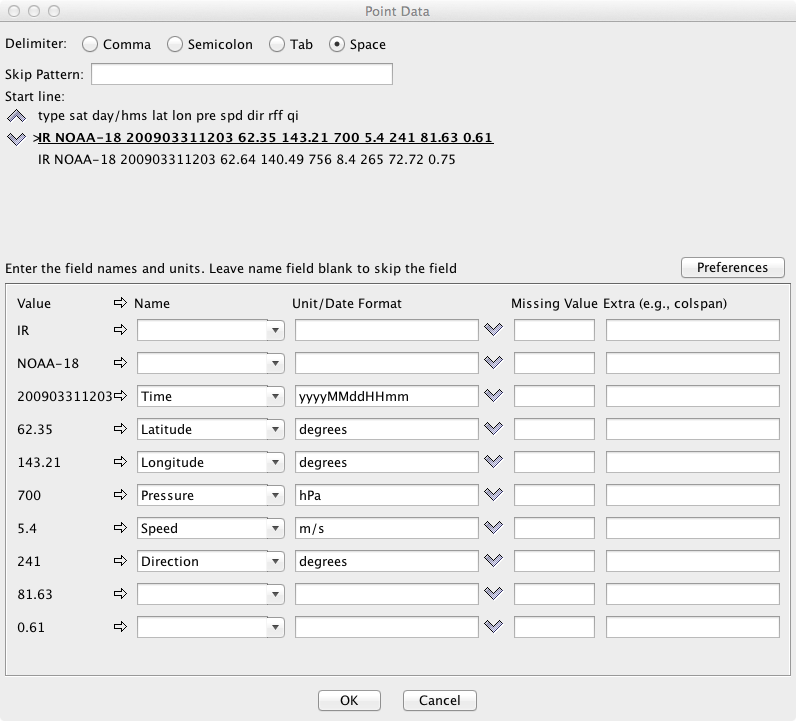 Point Data
Delimiter: Comma Semicolon Tab Space
Skip Pattern:
Start line:
type sat day/hms lat lon pre spd dir rff qi
>IR NOAA-18 200903311203 62.35 143.21 700 5.4 241 81.63 0.61
IR NOAA-18 200903311203 62.64 140.49 756 8.4 265 72.72 0.75
Enter the field names and units. Leave name field blank to skip the field Preferences
Value Name Unit/Date Format Missing Value Extra (e.g., colspan)
IR
NOAA-18
200903311203 Time yyyyMMddHHmm
62.35 Latitude degrees
143.21 Longitude degrees
700 Pressure hPa
5.4 Speed m/s
241 Direction degrees
81.63
0.61
OK Cancel